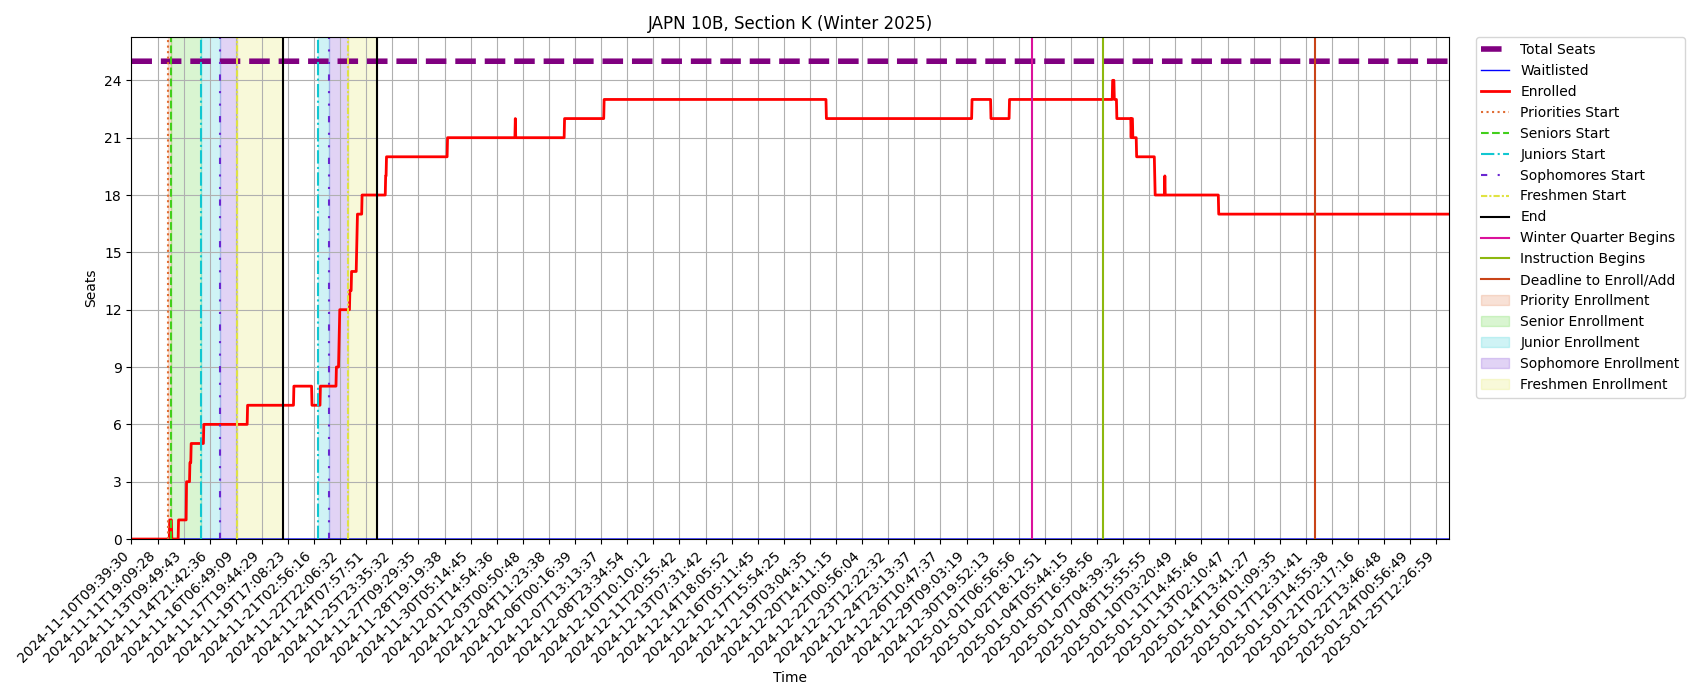 JAPN 10B, Section K (Winter 2025)
Total Seats
Waitlisted
Enrolled
Priorities Start
Seniors Start
Juniors Start
Sophomores Start
Freshmen Start
End
Winter Quarter Begins
Instruction Begins
Deadline to Enroll/Add
Priority Enrollment
Senior Enrollment
Junior Enrollment
Sophomore Enrollment
Freshmen Enrollment
Seats
24
21
18
15
12
9
6
3
0
2024-11-10T09:39:30
2024-11-11T19:09:28
2024-11-13T09:49:43
2024-11-14T21:42:36
2024-11-16T06:49:09
2024-11-17T19:44:29
2024-11-19T17:08:23
2024-11-21T02:56:16
2024-11-22T22:06:32
2024-11-24T07:57:51
2024-11-25T23:35:32
2024-11-27T09:29:35
2024-11-28T19:19:38
2024-11-30T05:14:45
2024-12-01T14:54:36
2024-12-03T00:50:48
2024-12-04T11:23:38
2024-12-06T00:16:39
2024-12-07T13:13:37
2024-12-08T23:34:54
2024-12-10T10:10:12
2024-12-11T20:55:42
2024-12-13T07:31:42
2024-12-14T18:05:52
2024-12-16T05:11:45
2024-12-17T15:54:25
2024-12-19T03:04:35
2024-12-20T14:11:15
2024-12-22T00:56:04
2024-12-23T12:22:32
2024-12-24T23:13:37
2024-12-26T10:47:37
2024-12-29T09:03:19
2024-12-30T19:52:13
2025-01-01T06:56:56
2025-01-02T18:12:51
2025-01-04T05:44:15
2025-01-05T16:58:56
2025-01-07T04:39:32
2025-01-08T15:55:55
2025-01-10T03:20:49
2025-01-11T14:45:46
2025-01-13T02:10:47
2025-01-14T13:41:27
2025-01-16T01:09:35
2025-01-17T12:31:41
2025-01-19T14:55:38
2025-01-21T02:17:16
2025-01-22T13:46:48
2025-01-24T00:56:49
2025-01-25T12:26:59
Time